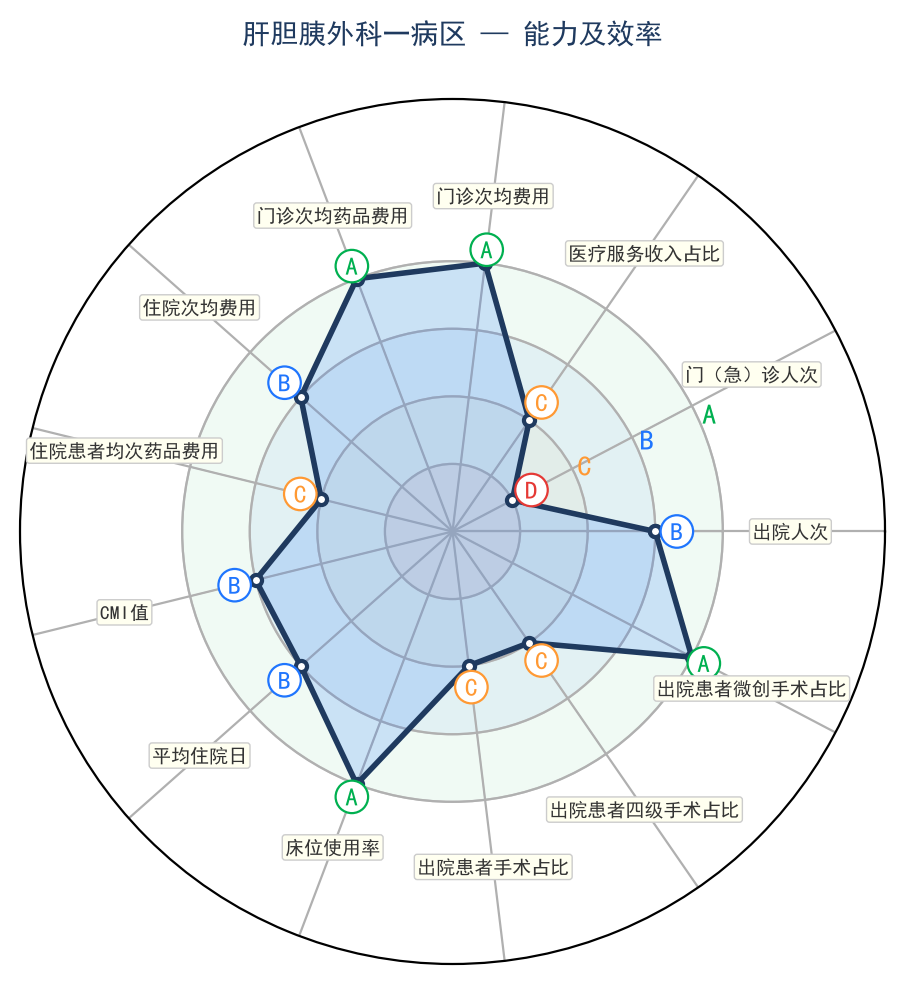 肝胆胰外科一病区 — 能力及效率
门诊次均费用
门诊次均药品费用
A
医疗服务收入占比
A
住院次均费用
门（急）诊人次
B
C
A
B
住院患者均次药品费用
C
C
D
出院人次
B
B
CMI值
A
C
B
C
出院患者微创手术占比
平均住院日
A
出院患者四级手术占比
床位使用率
出院患者手术占比